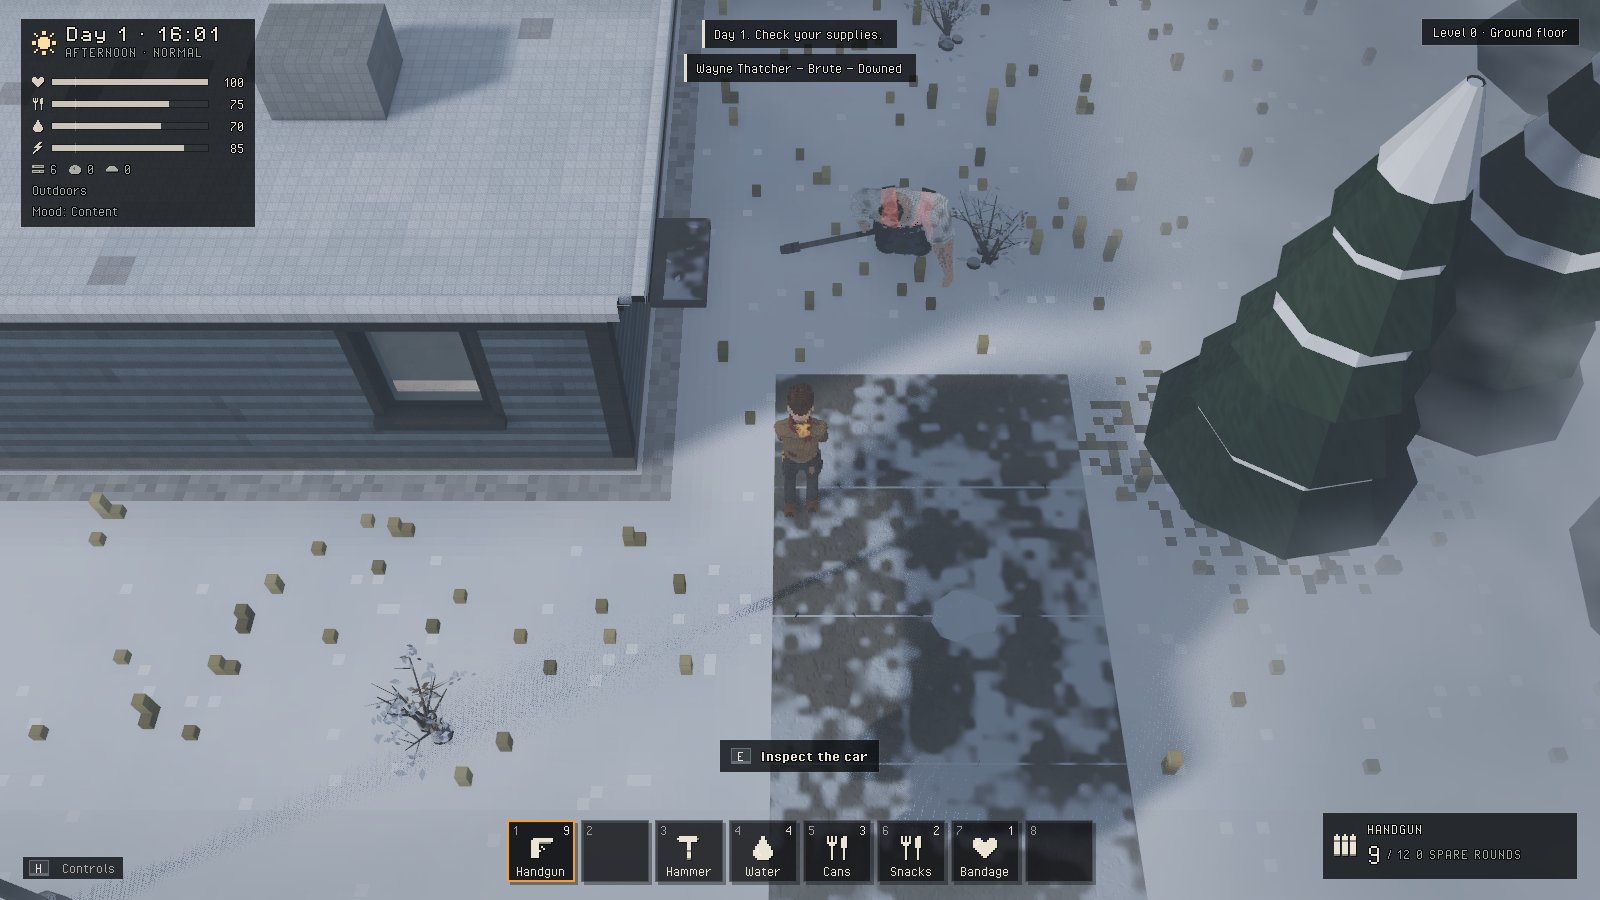 Day 1 · 16:01
AFTERNOON · NORMAL
100
75
70
85
6 0 0
Outdoors
Mood: Content
Day 1. Check your supplies.
Wayne Thatcher – Brute – Downed
Level 0 · Ground floor
E Inspect the car
1 9 Handgun
2
3 Hammer
4 4 Water
5 3 Cans
6 2 Snacks
7 1 Bandage
8
H Controls
HANDGUN
9 / 12 0 SPARE ROUNDS